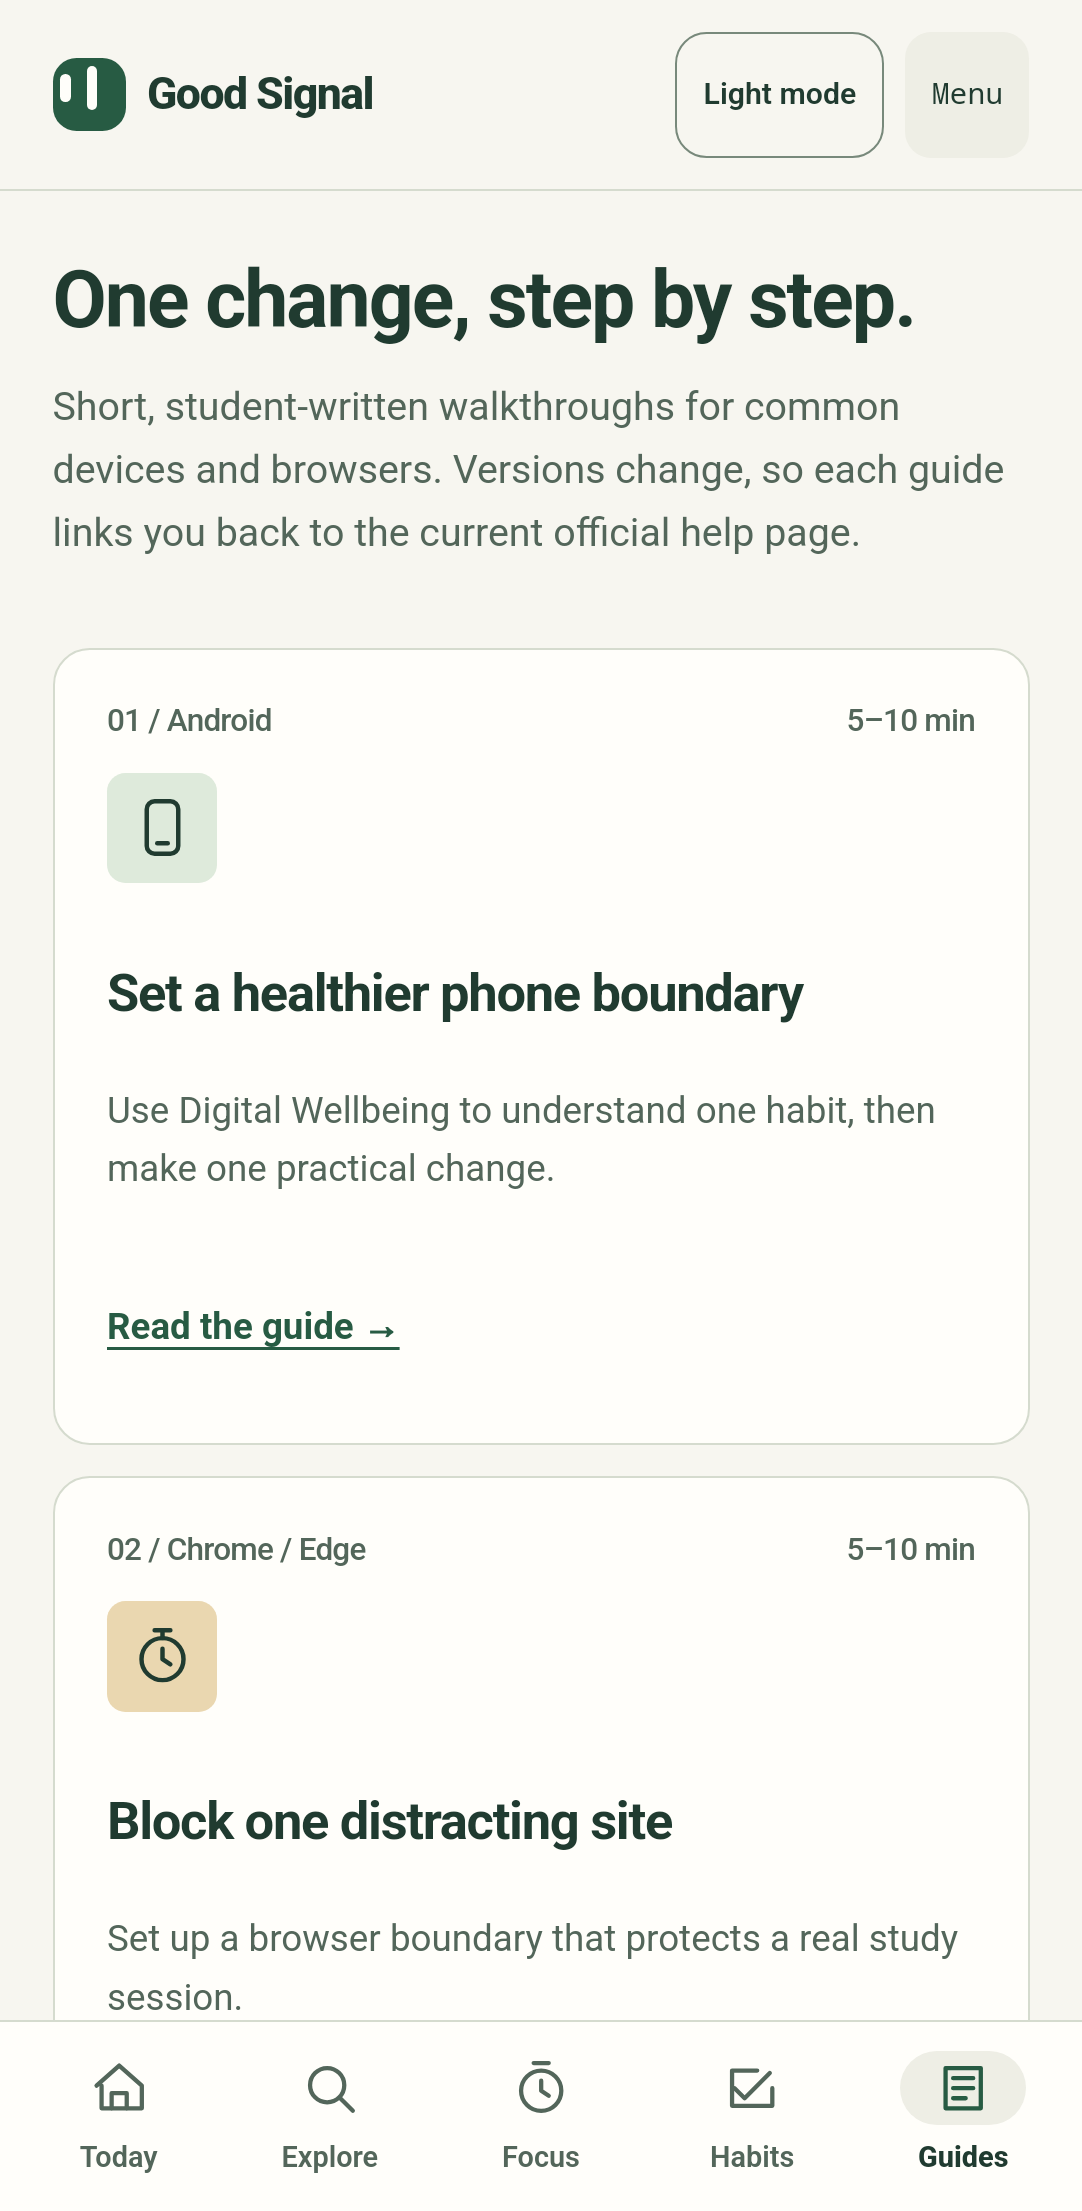 Good Signal
Light mode
Menu
One change, step by step.
Short, student-written walkthroughs for common
devices and browsers. Versions change, so each guide
links you back to the current official help page.
01 / Android
5–10 min
Set a healthier phone boundary
Use Digital Wellbeing to understand one habit, then
make one practical change.
Read the guide →
02 / Chrome / Edge
5–10 min
Block one distracting site
Set up a browser boundary that protects a real study
session.
Today
Explore
Focus
Habits
Guides